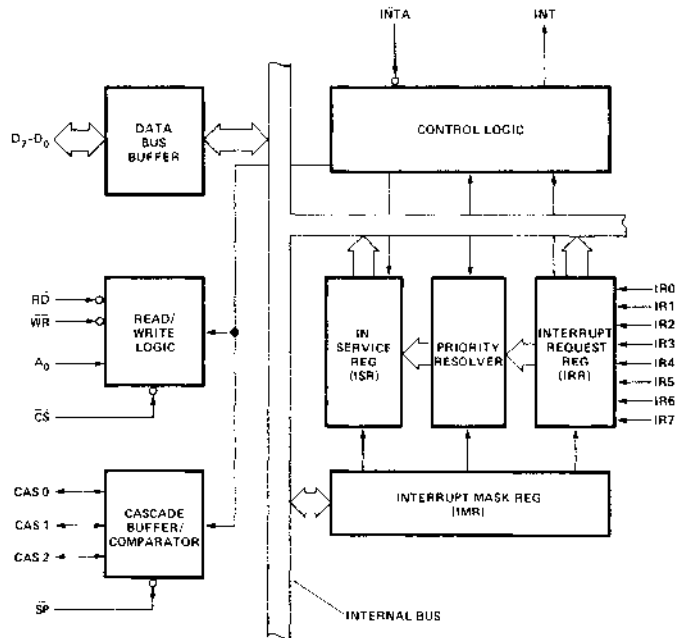 INTA
INT
DATA
BUS
BUFFER
D7-D0
CONTROL LOGIC
RD
WR
A0
CS
READ/
WRITE
LOGIC
IN
SERVICE
REG
(ISR)
PRIORITY
RESOLVER
INTERRUPT
REQUEST
REG
(IRR)
IR0
IR1
IR2
IR3
IR4
IR5
IR6
IR7
CAS 0
CAS 1
CAS 2
CASCADE
BUFFER/
COMPARATOR
SP
INTERRUPT MASK REG
(IMR)
INTERNAL BUS